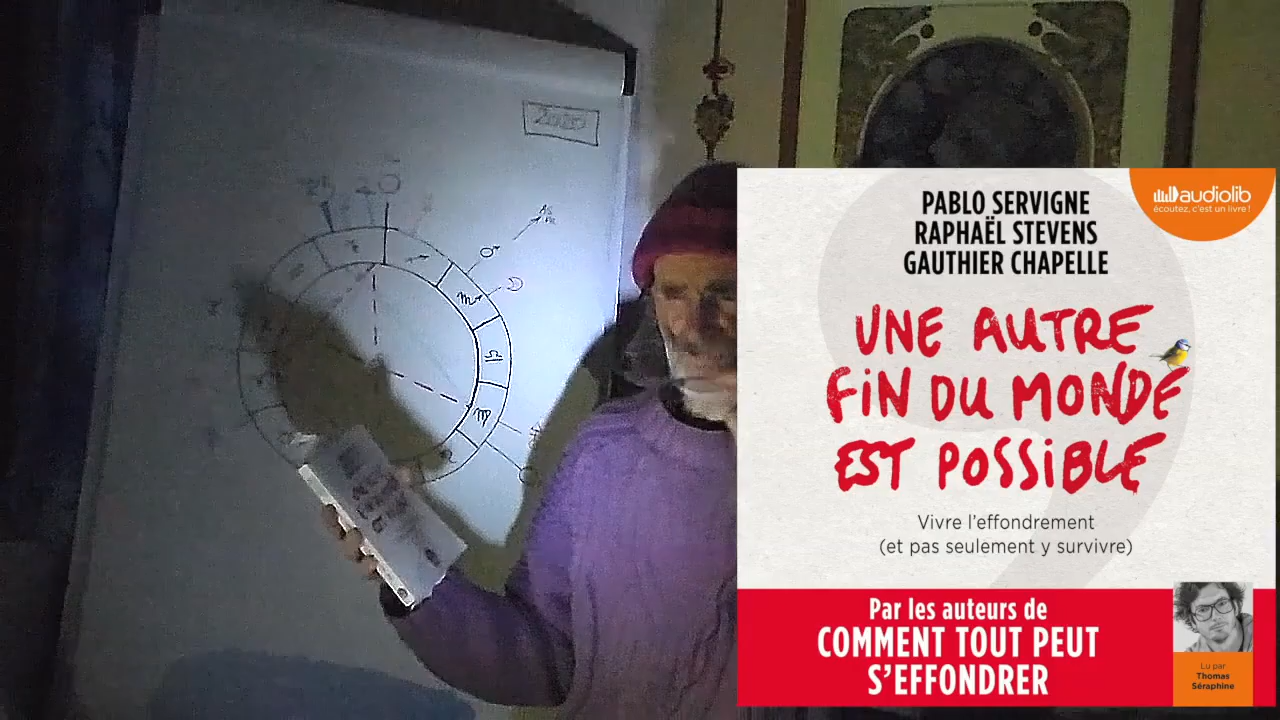 PABLO SERVIGNE
RAPHAËL STEVENS
GAUTHIER CHAPELLE
audiolib
écoutez, c'est un livre !
UNE AUTRE
FIN DU MONDE
EST POSSIBLE
Vivre l'effondrement
(et pas seulement y survivre)
Par les auteurs de
COMMENT TOUT PEUT
S'EFFONDRER
Lu par
Thomas
Séraphine